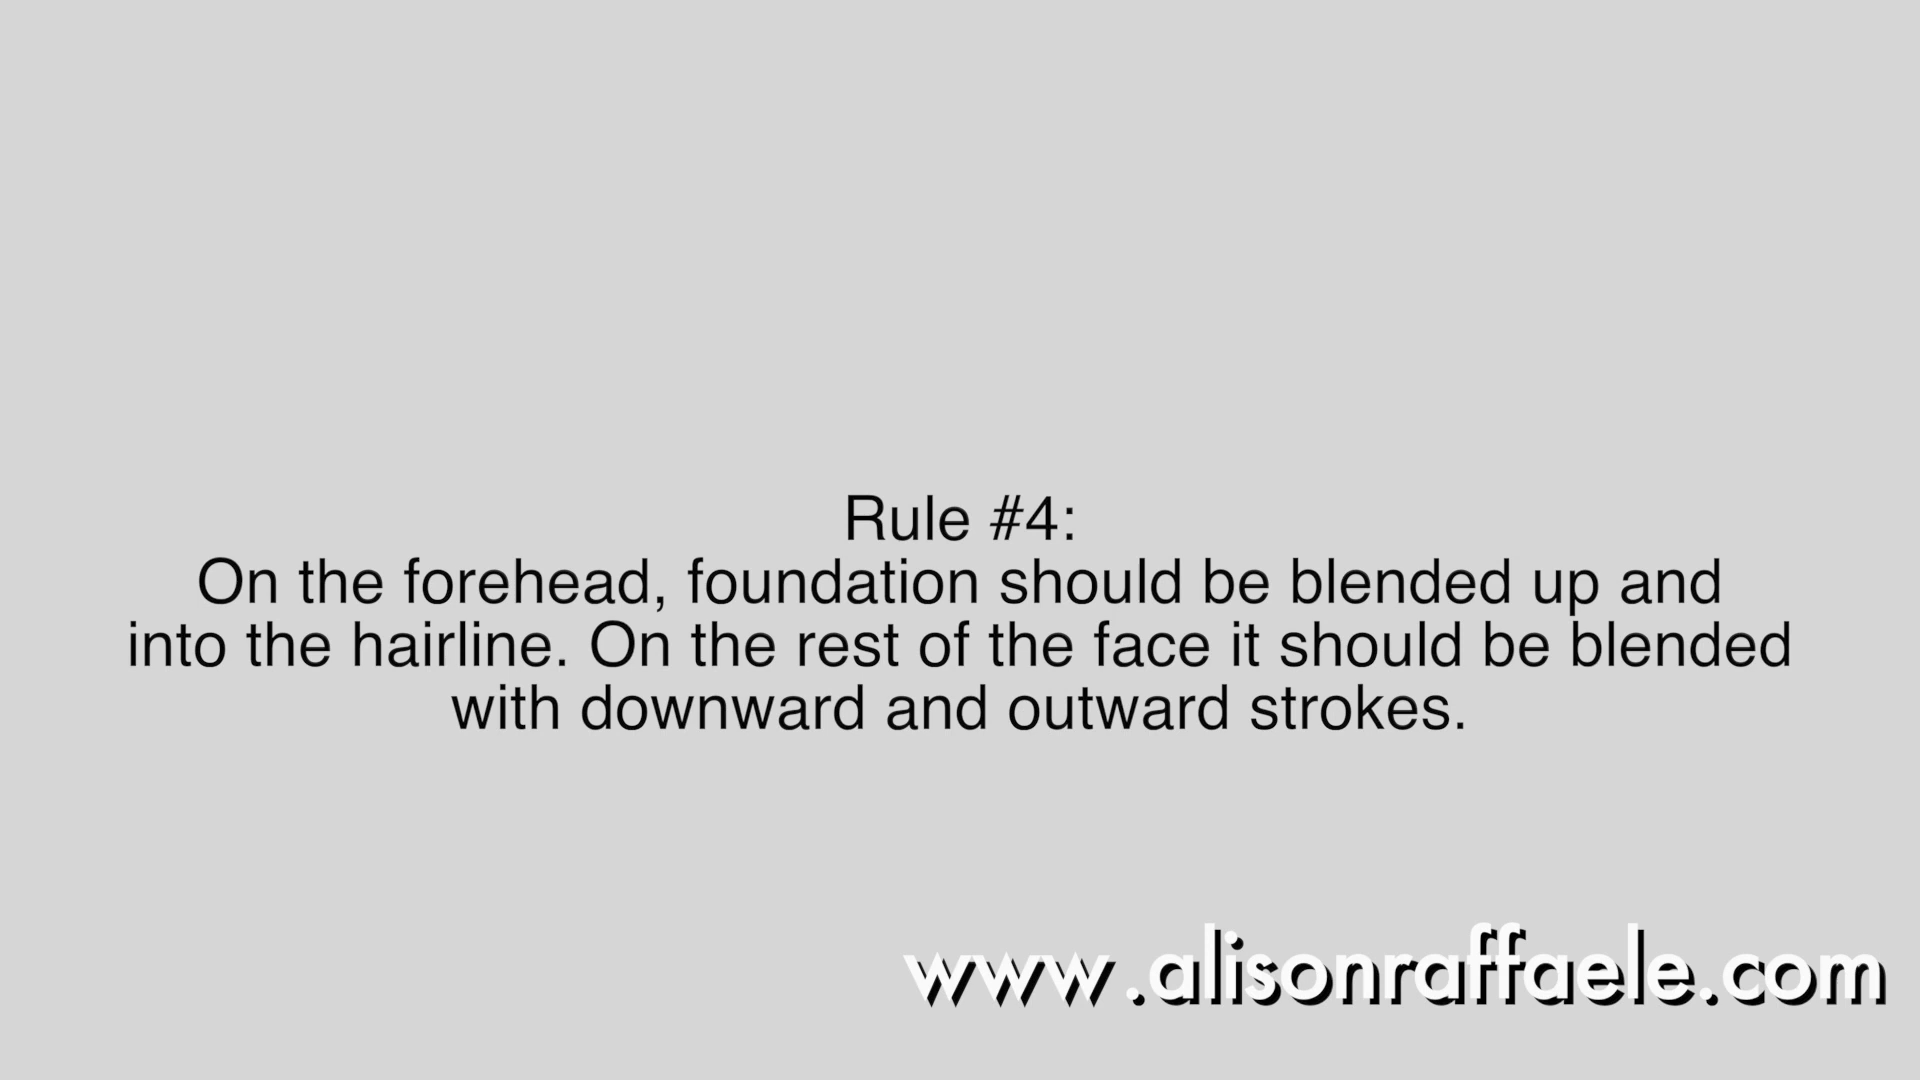 Rule #4:
On the forehead, foundation should be blended up and
into the hairline. On the rest of the face it should be blended
with downward and outward strokes.
www.alisonraffaele.com